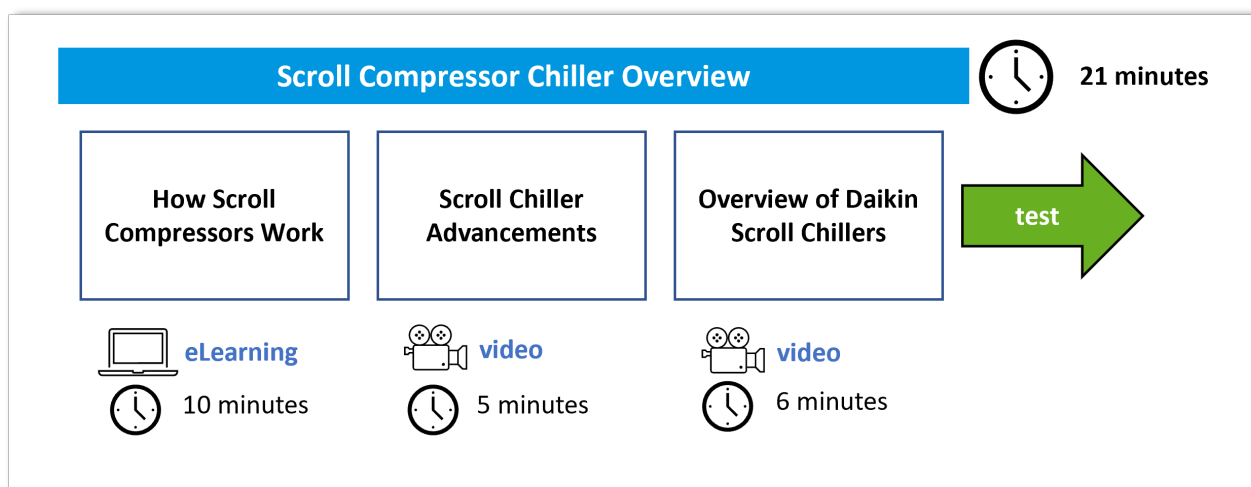 Scroll Compressor Chiller Overview
21 minutes
How Scroll
Compressors Work
Scroll Chiller
Advancements
Overview of Daikin
Scroll Chillers
test
eLearning
video
video
10 minutes
5 minutes
6 minutes